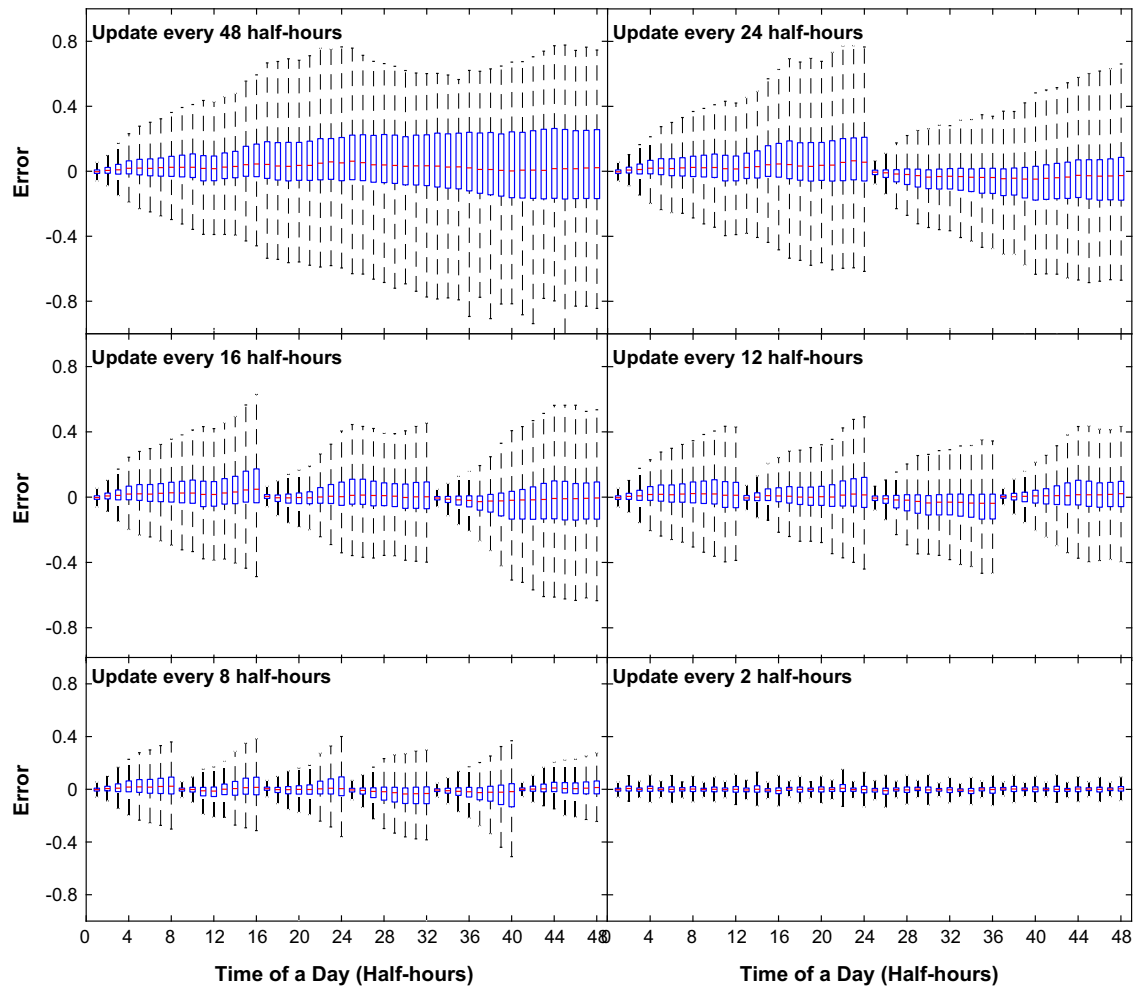 Update every 48 half-hours
Update every 24 half-hours
0.8
0.4
0
-0.4
-0.8
Error
Update every 16 half-hours
Update every 12 half-hours
0.8
0.4
0
-0.4
-0.8
Error
Update every 8 half-hours
Update every 2 half-hours
0.8
0.4
0
-0.4
-0.8
Error
0 4 8 12 16 20 24 28 32 36 40 44 48
0 4 8 12 16 20 24 28 32 36 40 44 48
Time of a Day (Half-hours)
Time of a Day (Half-hours)